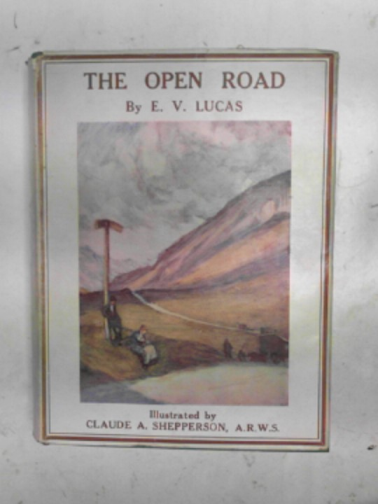 THE OPEN ROAD
By E. V. LUCAS
Illustrated by
CLAUDE A. SHEPPERSON, A.R.W.S.